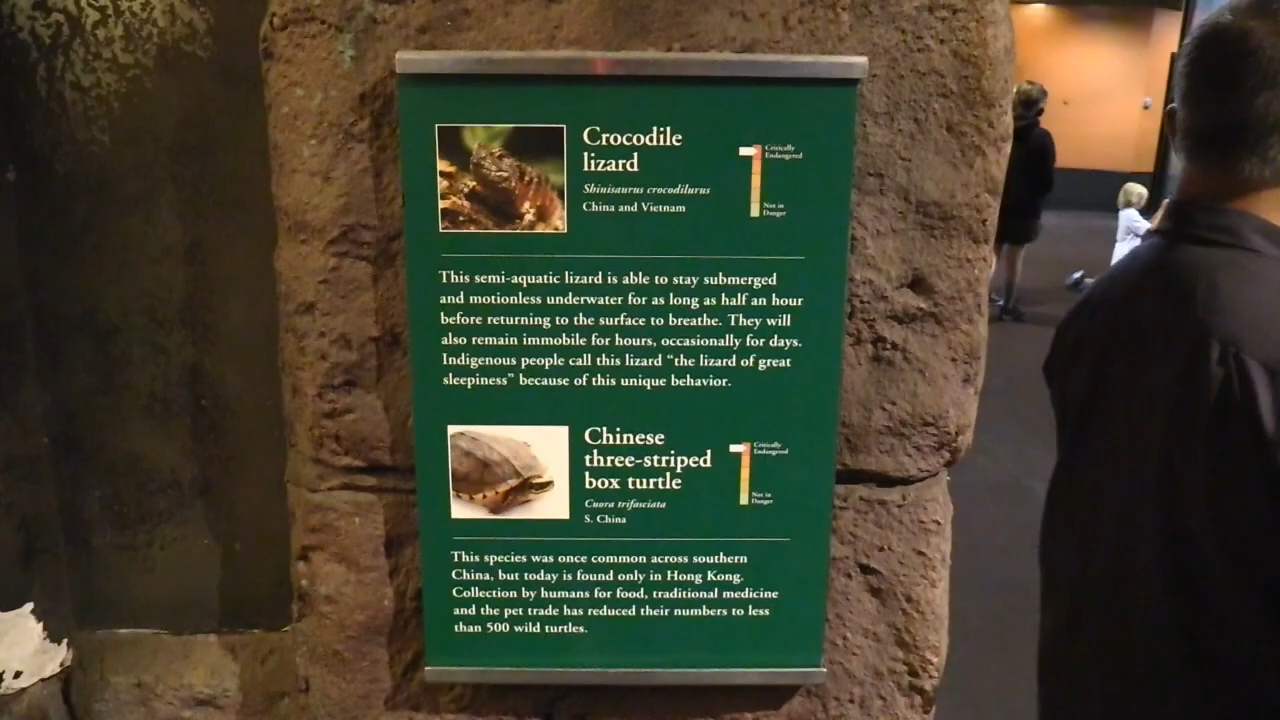 Crocodile
lizard
Shinisaurus crocodilurus
China and Vietnam
Critically
Endangered
Not in
Danger
This semi-aquatic lizard is able to stay submerged
and motionless underwater for as long as half an hour
before returning to the surface to breathe. They will
also remain immobile for hours, occasionally for days.
Indigenous people call this lizard “the lizard of great
sleepiness” because of this unique behavior.
Chinese
three-striped
box turtle
Cuora trifasciata
S. China
Critically
Endangered
Not in
Danger
This species was once common across southern
China, but today is found only in Hong Kong.
Collection by humans for food, traditional medicine
and the pet trade has reduced their numbers to less
than 500 wild turtles.